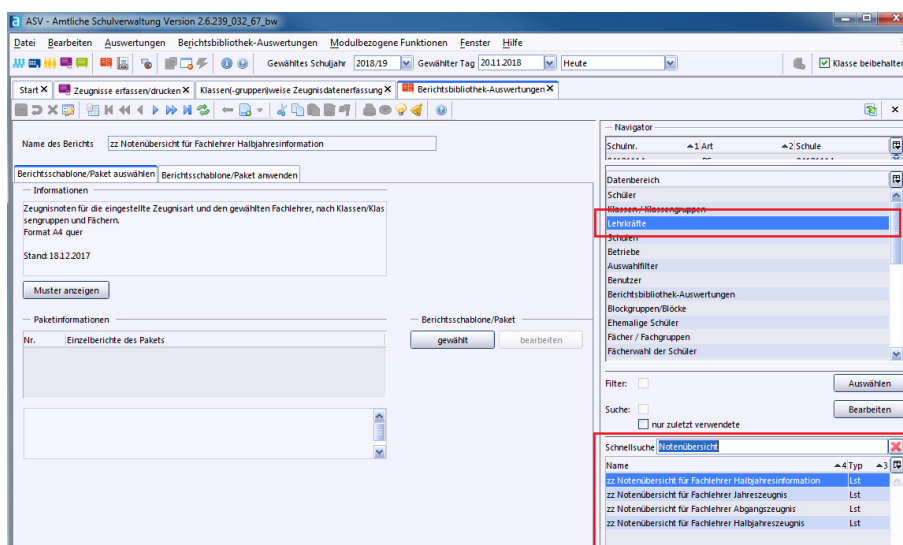 ASV - Amtliche Schulverwaltung Version 2.6.239_032_67_bw
Datei Bearbeiten Auswertungen Berichtsbibliothek-Auswertungen Modulbezogene Funktionen Fenster Hilfe
Gewähltes Schuljahr 2018/19 Gewählter Tag 20.11.2018 Heute Klasse beibehalten
Start X Zeugnisse erfassen/drucken X Klassen(-gruppen)weise Zeugnisdatenerfassung X Berichtsbibliothek-Auswertungen X
Name des Berichts zz Notenübersicht für Fachlehrer Halbjahresinformation
Berichtsschablone/Paket auswählen Berichtsschablone/Paket anwenden
Informationen
Zeugnisnoten für die eingestellte Zeugnisart und den gewählten Fachlehrer, nach Klassen/Klas
sengruppen und Fächern.
Format A4 quer
Stand: 18.12.2017
Muster anzeigen
Paketinformationen
Nr. Einzelberichte des Pakets
Berichtsschablone/Paket
gewählt bearbeiten
Navigator
Schulnr. 1 Art 2 Schule
Datenbereich
Schüler
Klassen / Klassengruppen
Lehrkräfte
Schulen
Betriebe
Auswahlfilter
Benutzer
Berichtsbibliothek-Auswertungen
Blockgruppen/Blöcke
Ehemalige Schüler
Fächer / Fachgruppen
Fächerwahl der Schüler
Filter: Auswählen
Suche: Bearbeiten
nur zuletzt verwendete
Schnellsuche Notenübersicht
Name 4 Typ 3
zz Notenübersicht für Fachlehrer Halbjahresinformation Lst
zz Notenübersicht für Fachlehrer Jahreszeugnis Lst
zz Notenübersicht für Fachlehrer Abgangszeugnis Lst
zz Notenübersicht für Fachlehrer Halbjahreszeugnis Lst